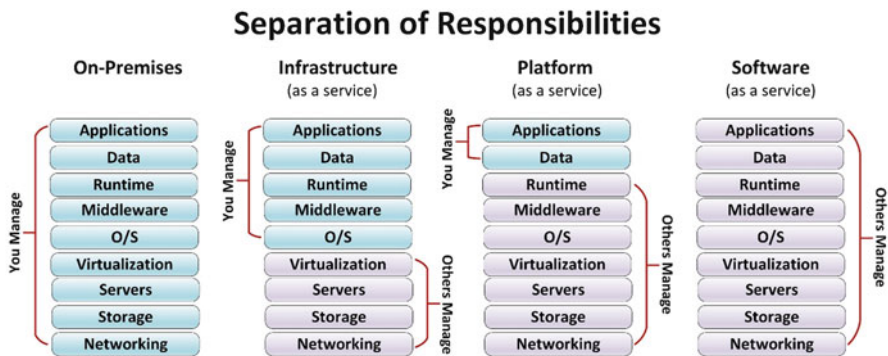 Separation of Responsibilities
On-Premises
You Manage
Applications
Data
Runtime
Middleware
O/S
Virtualization
Servers
Storage
Networking
Infrastructure
(as a service)
You Manage
Applications
Data
Runtime
Middleware
O/S
Virtualization
Servers
Storage
Networking
Others Manage
Platform
(as a service)
You Manage
Applications
Data
Runtime
Middleware
O/S
Virtualization
Servers
Storage
Networking
Others Manage
Software
(as a service)
Applications
Data
Runtime
Middleware
O/S
Virtualization
Servers
Storage
Networking
Others Manage